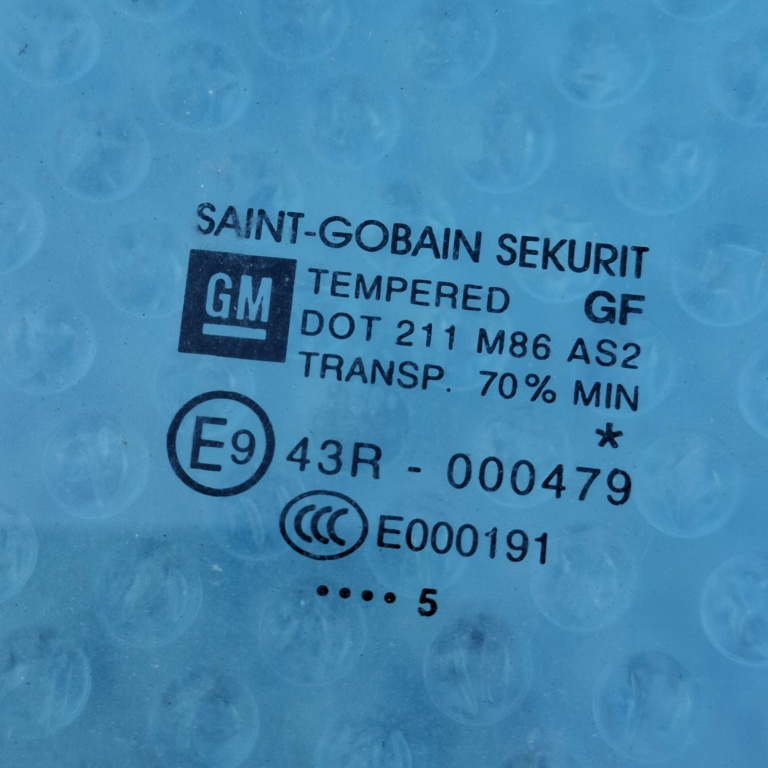 SAINT-GOBAIN SEKURIT
GM
TEMPERED GF
DOT 211 M86 AS2
TRANSP. 70% MIN
*
E9 43R - 000479
CCC E000191
•••• 5